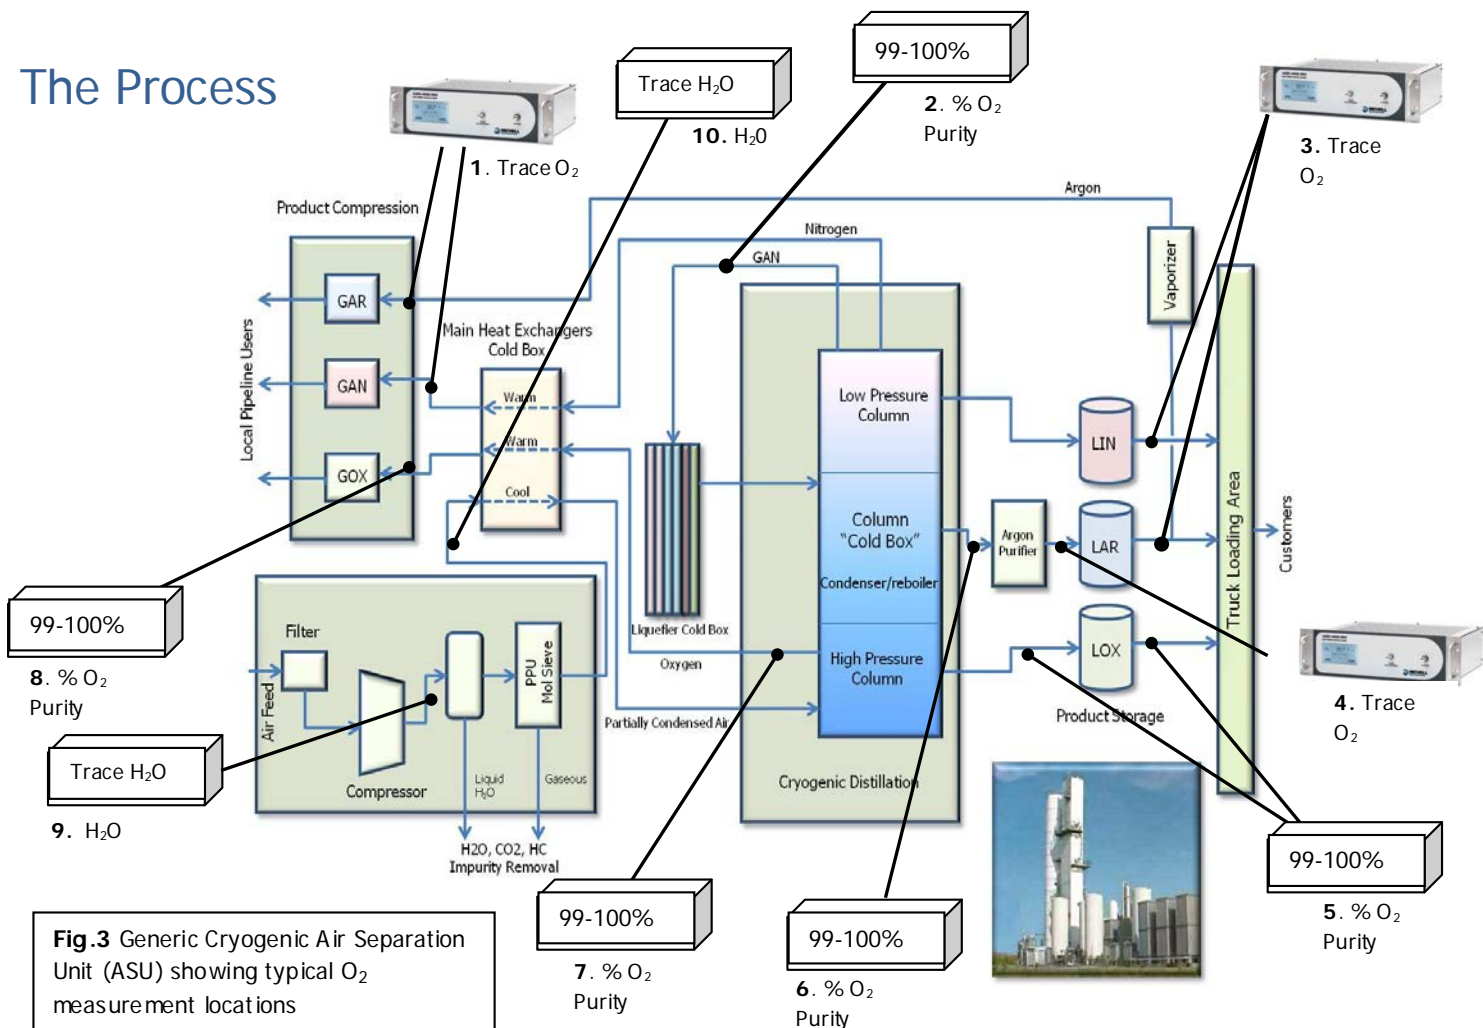 The Process
99-100%
2. % O₂
Purity
Trace H₂O
10. H₂0
1. Trace O₂
3. Trace
O₂
Argon
Product Compression
Nitrogen
GAN
Vaporizer
GAR
Main Heat Exchangers
Cold Box
Local Pipeline Users
GAN
Warm
Low Pressure
Column
LIN
Warm
GOX
Cool
Column
"Cold Box"
Argon
Purifier
LAR
Truck Loading Area
Customers
Condenser/reboiler
99-100%
8. % O₂
Purity
Filter
Liquefier Cold Box
Oxygen
High Pressure
Column
LOX
Air Feed
PPU
Mol Sieve
Partially Condensed Air
Product Storage
4. Trace
O₂
Trace H₂O
9. H₂O
Compressor
Liquid
H₂O
Gaseous
Cryogenic Distillation
H2O, CO2, HC
Impurity Removal
99-100%
5. % O₂
Purity
99-100%
7. % O₂
Purity
99-100%
6. % O₂
Purity
Fig.3 Generic Cryogenic Air Separation
Unit (ASU) showing typical O₂
measurement locations